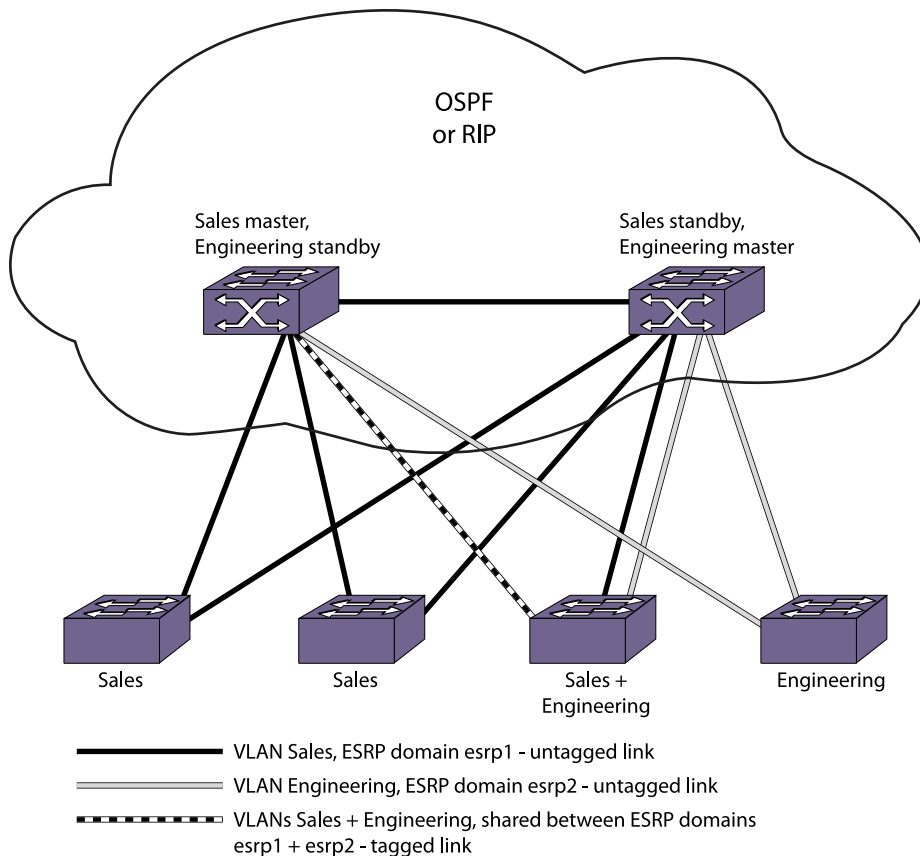 OSPF
or RIP
Sales master,
Engineering standby
Sales standby,
Engineering master
Sales
Sales
Sales +
Engineering
Engineering
VLAN Sales, ESRP domain esrp1 - untagged link
VLAN Engineering, ESRP domain esrp2 - untagged link
VLANs Sales + Engineering, shared between ESRP domains
esrp1 + esrp2 - tagged link